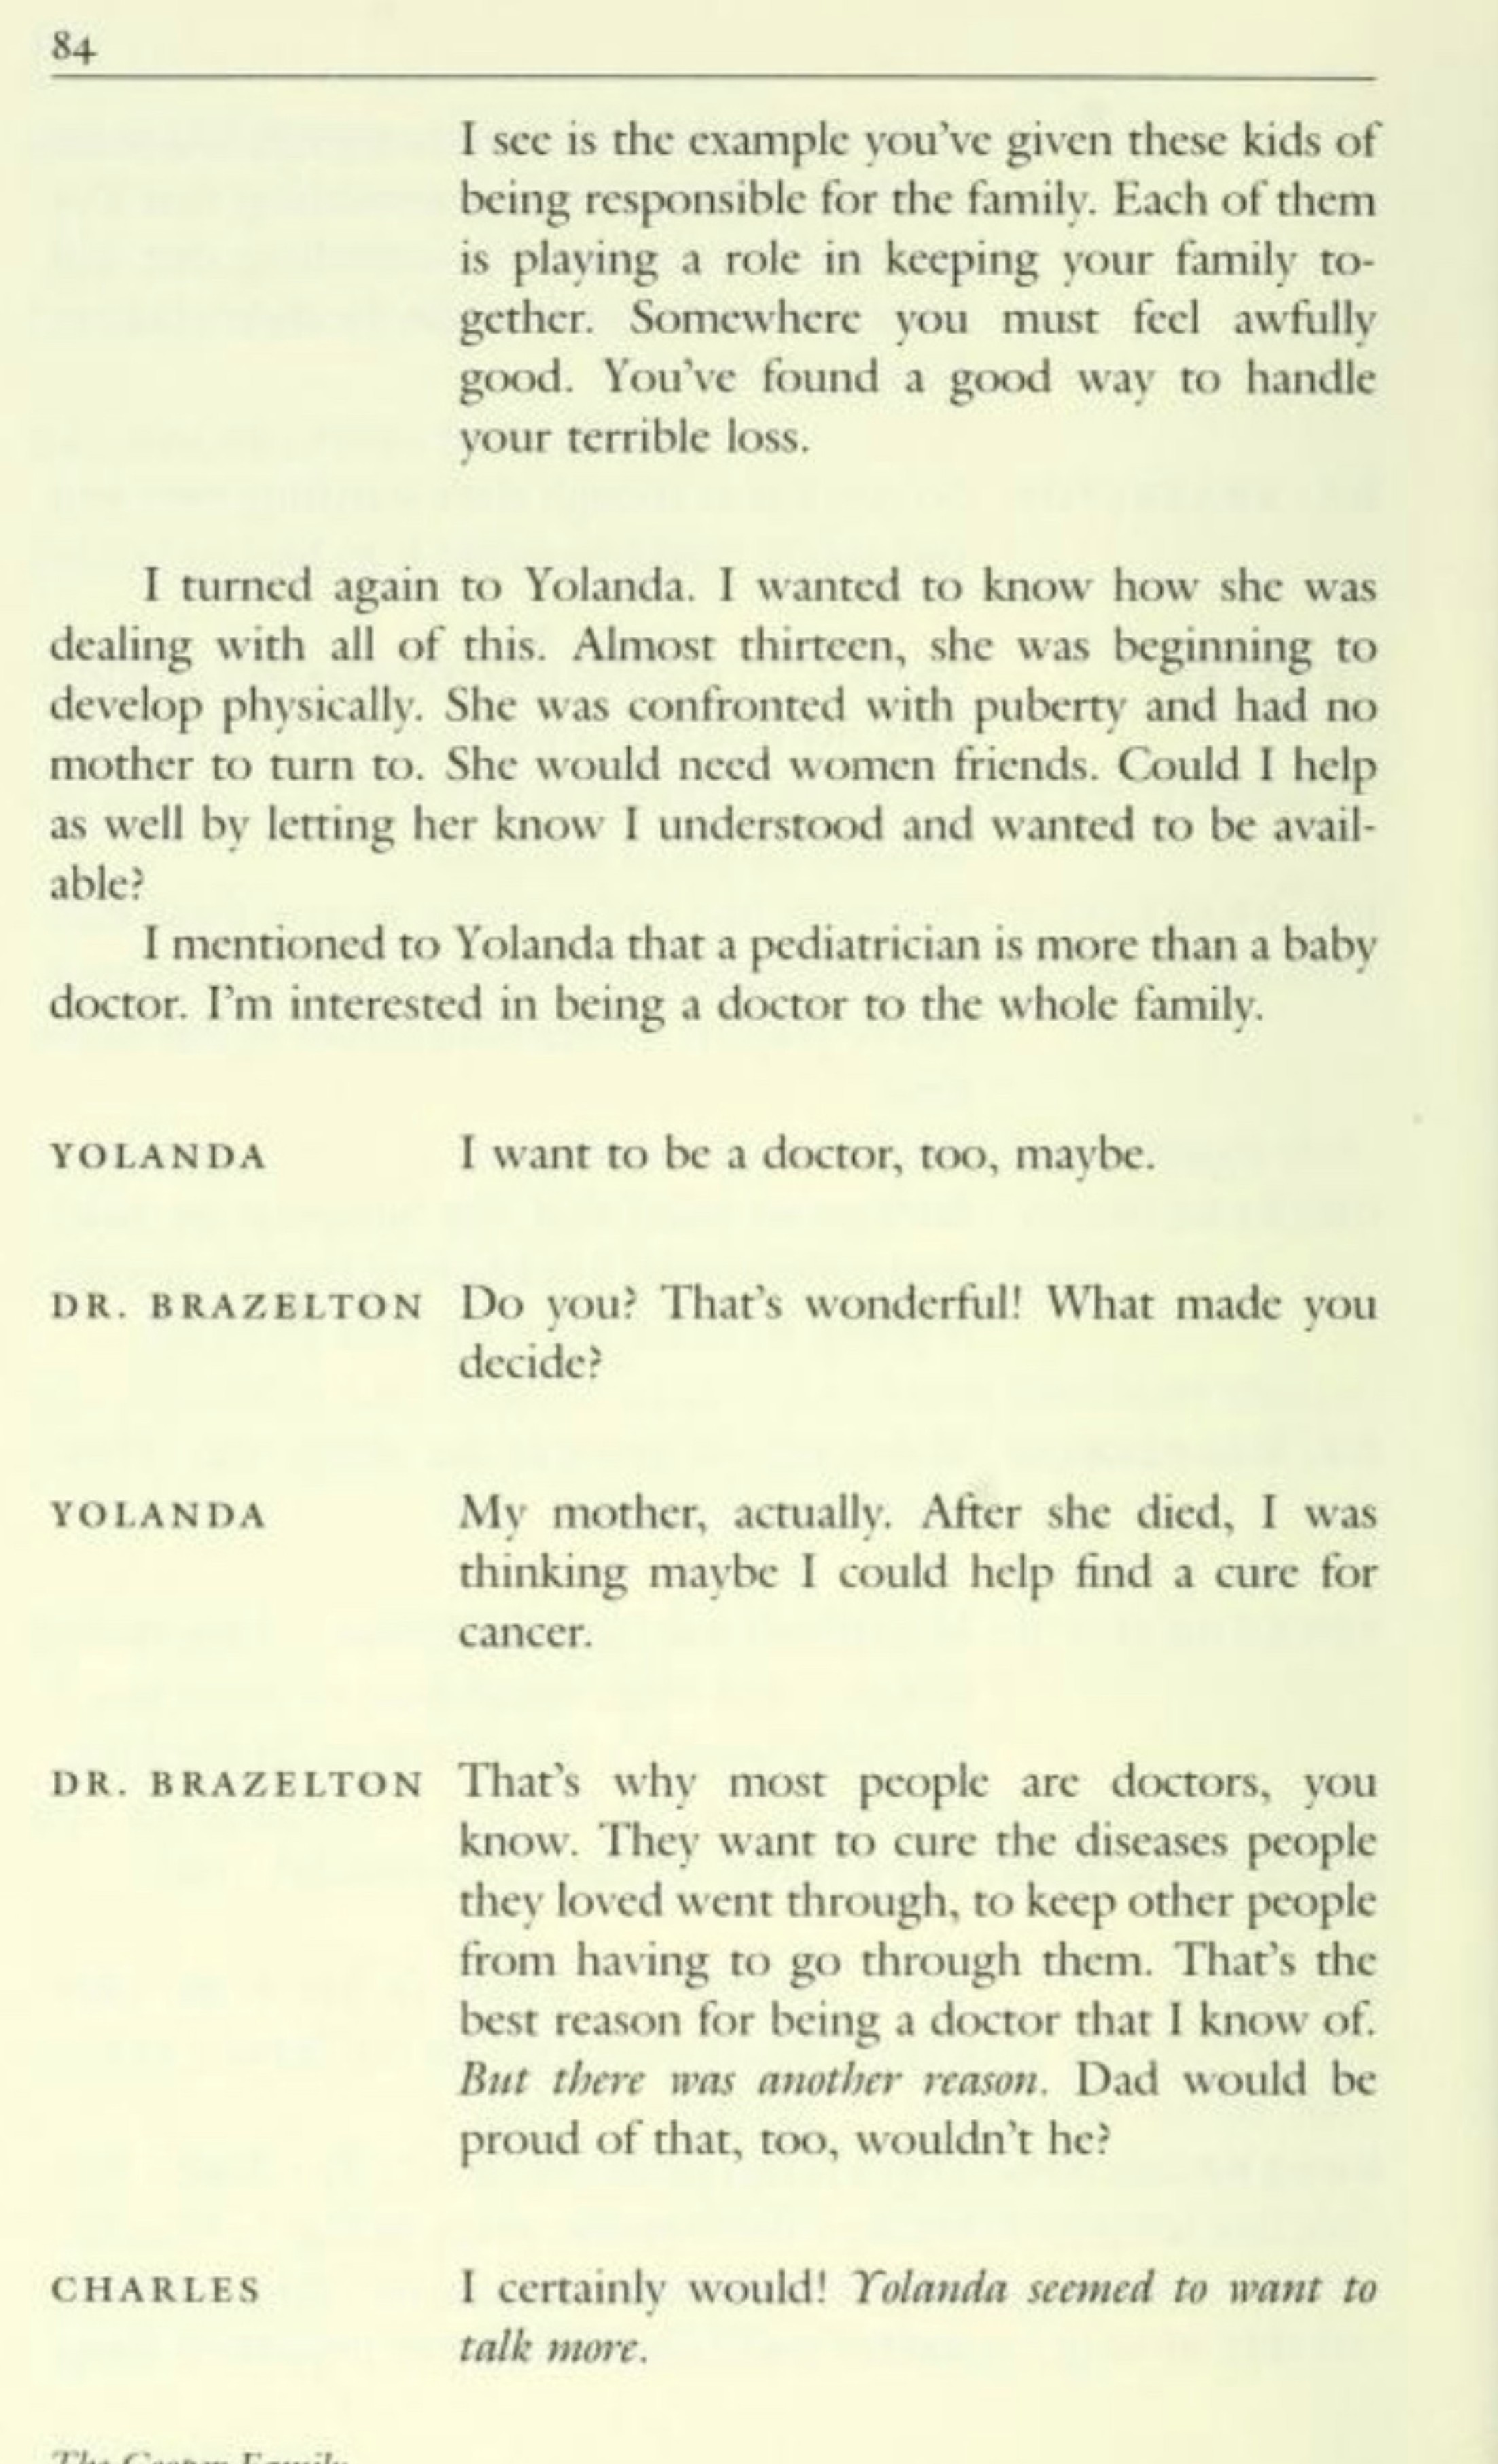 84
I see is the example you've given these kids of
being responsible for the family. Each of them
is playing a role in keeping your family to-
gether. Somewhere you must feel awfully
good. You've found a good way to handle
your terrible loss.
I turned again to Yolanda. I wanted to know how she was
dealing with all of this. Almost thirteen, she was beginning to
develop physically. She was confronted with puberty and had no
mother to turn to. She would need women friends. Could I help
as well by letting her know I understood and wanted to be avail-
able?
I mentioned to Yolanda that a pediatrician is more than a baby
doctor. I'm interested in being a doctor to the whole family.
YOLANDA I want to be a doctor, too, maybe.
DR. BRAZELTON Do you? That's wonderful! What made you
decide?
YOLANDA My mother, actually. After she died, I was
thinking maybe I could help find a cure for
cancer.
DR. BRAZELTON That's why most people are doctors, you
know. They want to cure the diseases people
they loved went through, to keep other people
from having to go through them. That's the
best reason for being a doctor that I know of.
But there was another reason. Dad would be
proud of that, too, wouldn't he?
CHARLES I certainly would! Yolanda seemed to want to
talk more.
The Family